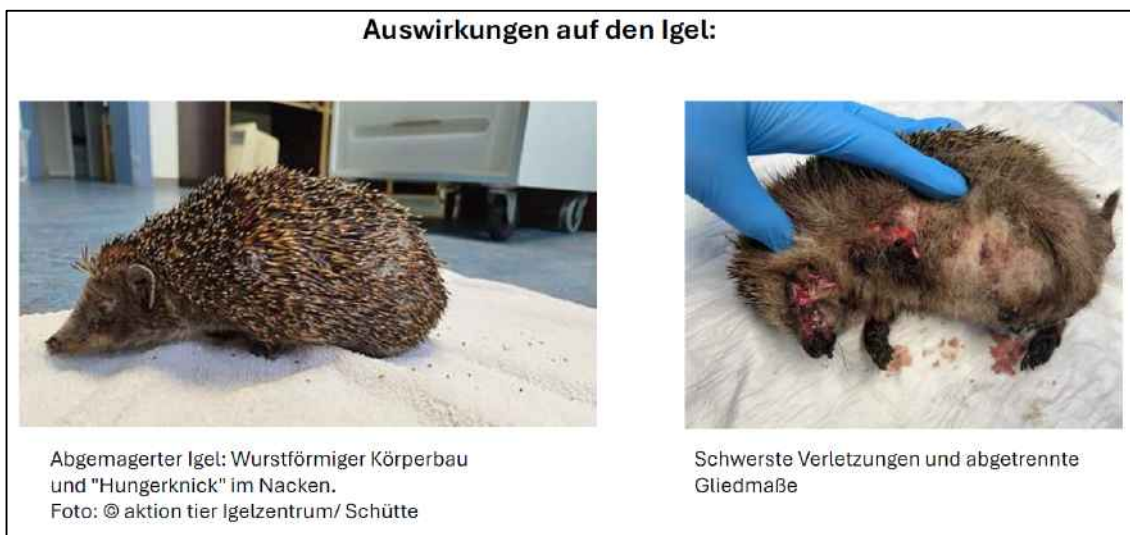 Auswirkungen auf den Igel:
Abgemagerter Igel: Wurstförmiger Körperbau
und "Hungerknick" im Nacken.
Foto: © aktion tier Igelzentrum/ Schütte
Schwerste Verletzungen und abgetrennte
Gliedmaße